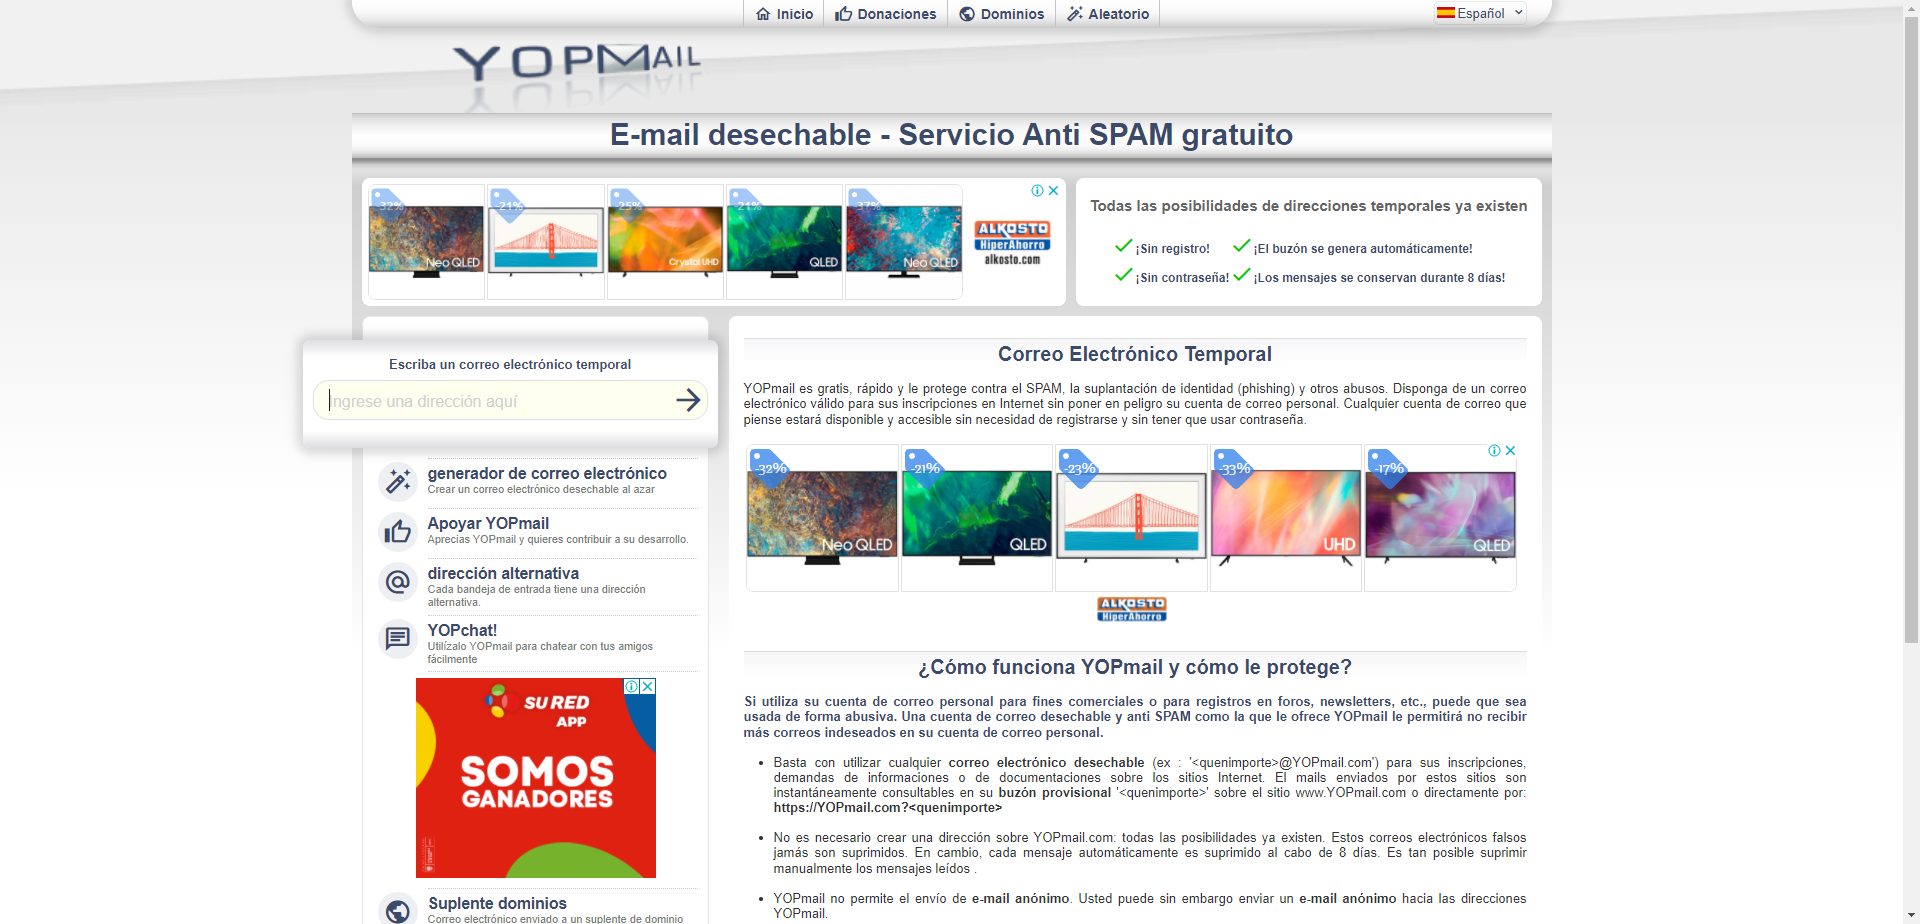 Inicio
Donaciones
Dominios
Aleatorio
Español
YOPMAIL
E-mail desechable - Servicio Anti SPAM gratuito
-32%
-21%
-25%
-21%
-37%
Neo QLED
Crystal UHD
QLED
Neo QLED
ALKOSTO
HiperAhorro
alkosto.com
Todas las posibilidades de direcciones temporales ya existen
¡Sin registro!
¡El buzón se genera automáticamente!
¡Sin contraseña!
¡Los mensajes se conservan durante 8 días!
Escriba un correo electrónico temporal
Ingrese una dirección aquí
generador de correo electrónico
Crear un correo electrónico desechable al azar
Apoyar YOPmail
Aprecias YOPmail y quieres contribuir a su desarrollo.
dirección alternativa
Cada bandeja de entrada tiene una dirección
alternativa.
YOPchat!
Utilízalo YOPmail para chatear con tus amigos
fácilmente
SU RED
APP
SOMOS
GANADORES
Suplente dominios
Correo electrónico enviado a un suplente de dominio
Correo Electrónico Temporal
YOPmail es gratis, rápido y le protege contra el SPAM, la suplantación de identidad (phishing) y otros abusos. Disponga de un correo
electrónico válido para sus inscripciones en Internet sin poner en peligro su cuenta de correo personal. Cualquier cuenta de correo que
piense estará disponible y accesible sin necesidad de registrarse y sin tener que usar contraseña.
-32%
-21%
-23%
-33%
-17%
Neo QLED
QLED
UHD
QLED
ALKOSTO
HiperAhorro
¿Cómo funciona YOPmail y cómo le protege?
Si utiliza su cuenta de correo personal para fines comerciales o para registros en foros, newsletters, etc., puede que sea
usada de forma abusiva. Una cuenta de correo desechable y anti SPAM como la que le ofrece YOPmail le permitirá no recibir
más correos indeseados en su cuenta de correo personal.
• Basta con utilizar cualquier correo electrónico desechable (ex : '<quenimporte>@YOPmail.com') para sus inscripciones,
demandas de informaciones o de documentaciones sobre los sitios Internet. El mails enviados por estos sitios son
instantáneamente consultables en su buzón provisional '<quenimporte>' sobre el sitio www.YOPmail.com o directamente por:
https://YOPmail.com?<quenimporte>
• No es necesario crear una dirección sobre YOPmail.com: todas las posibilidades ya existen. Estos correos electrónicos falsos
jamás son suprimidos. En cambio, cada mensaje automáticamente es suprimido al cabo de 8 días. Es tan posible suprimir
manualmente los mensajes leídos .
• YOPmail no permite el envío de e-mail anónimo. Usted puede sin embargo enviar un e-mail anónimo hacia las direcciones
YOPmail.